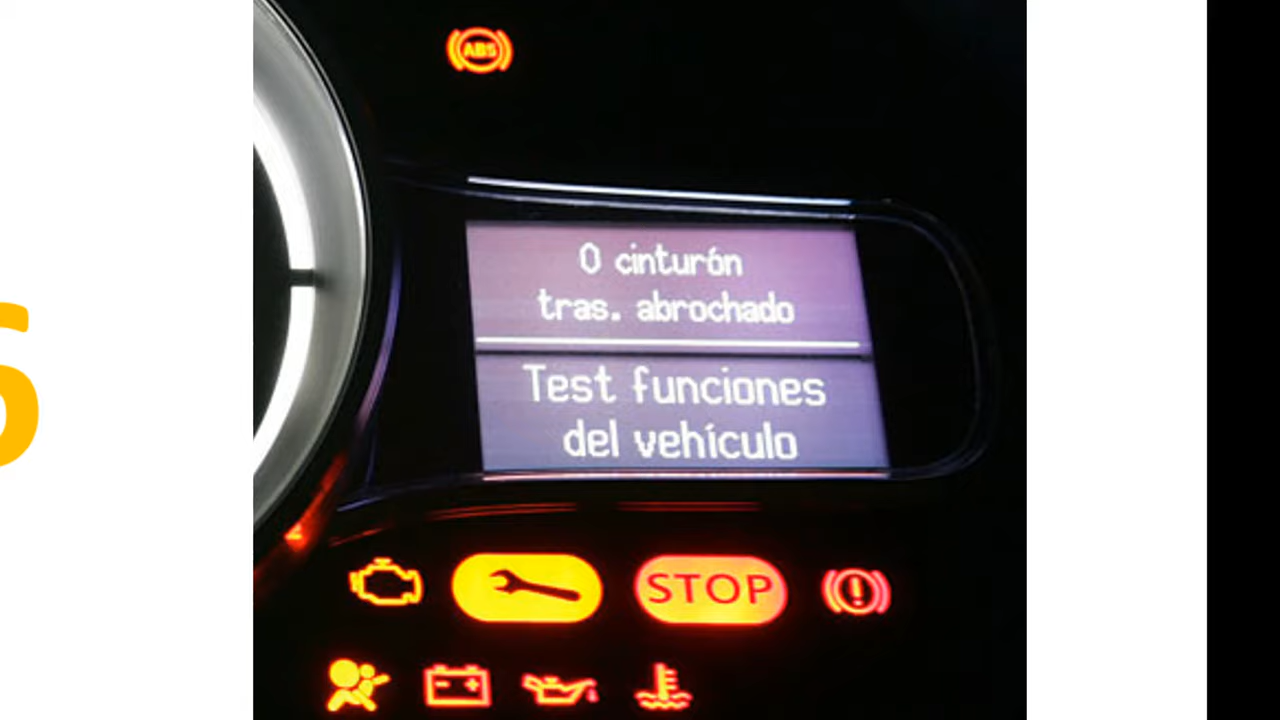 ABS
0 cinturón
tras. abrochado
Test funciones
del vehículo
STOP